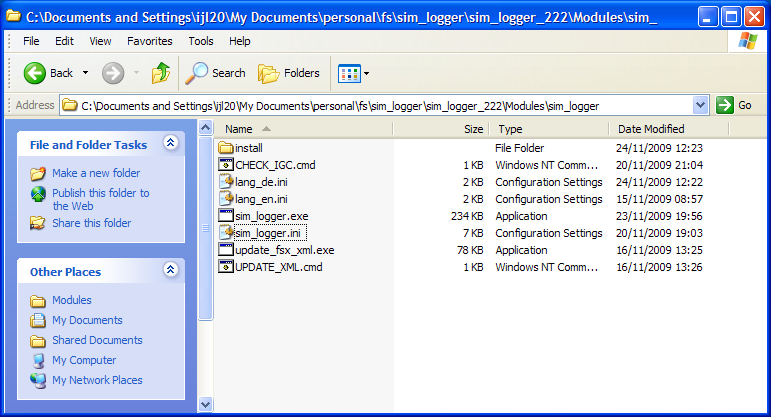 C:\Documents and Settings\ijl20\My Documents\personal\fs\sim_logger\sim_logger_222\Modules\sim_
File Edit View Favorites Tools Help
Back Search Folders
Address C:\Documents and Settings\ijl20\My Documents\personal\fs\sim_logger\sim_logger_222\Modules\sim_logger Go
File and Folder Tasks
Make a new folder
Publish this folder to
the Web
Share this folder
Other Places
Modules
My Documents
Shared Documents
My Computer
My Network Places
Name Size Type Date Modified
install File Folder 24/11/2009 12:23
CHECK_IGC.cmd 1 KB Windows NT Comm... 20/11/2009 21:04
lang_de.ini 2 KB Configuration Settings 24/11/2009 12:22
lang_en.ini 2 KB Configuration Settings 15/11/2009 08:57
sim_logger.exe 234 KB Application 23/11/2009 19:56
sim_logger.ini 7 KB Configuration Settings 20/11/2009 19:03
update_fsx_xml.exe 78 KB Application 16/11/2009 13:25
UPDATE_XML.cmd 1 KB Windows NT Comm... 16/11/2009 13:26